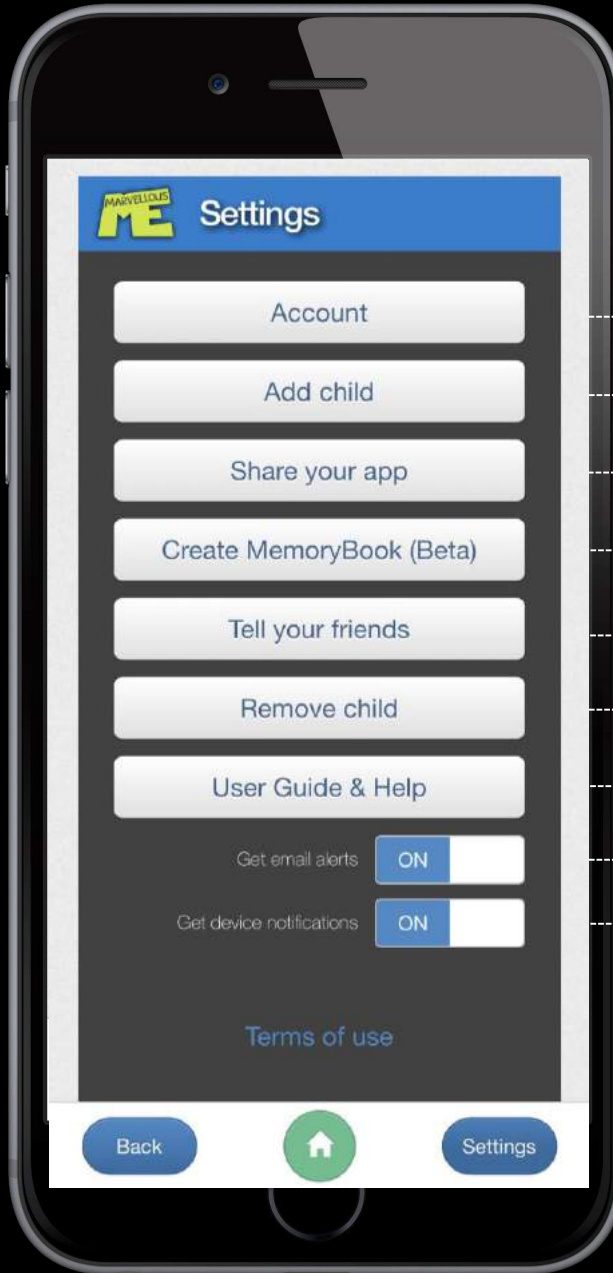 MARVELLOUS
ME
Settings
Account
Add child
Share your app
Create MemoryBook (Beta)
Tell your friends
Remove child
User Guide & Help
Get email alerts ON
Get device notifications ON
Terms of use
Back Settings